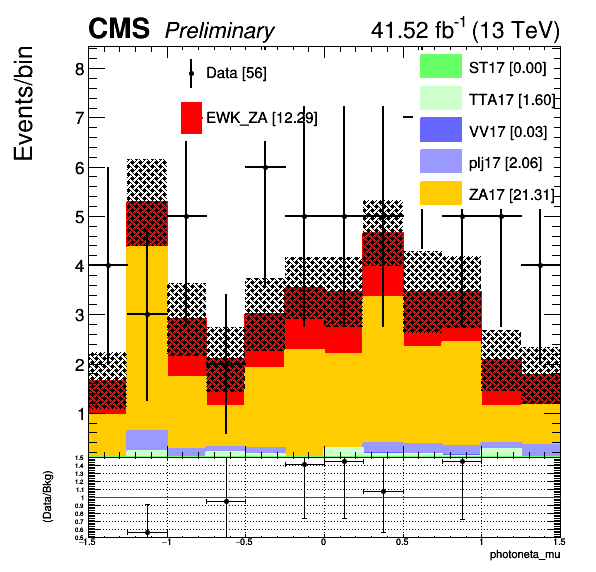 CMS Preliminary 41.52 fb-1 (13 TeV)
Events/bin
8
7
6
5
4
3
2
1
Data [56]
EWK_ZA [12.29]
ST17 [0.00]
TTA17 [1.60]
VV17 [0.03]
plj17 [2.06]
ZA17 [21.31]
(Data/Bkg)
1.5
1.4
1.3
1.2
1.1
1
0.9
0.8
0.7
0.6
0.5
−1.5 −1 −0.5 0 0.5 1 1.5
photoneta_mu